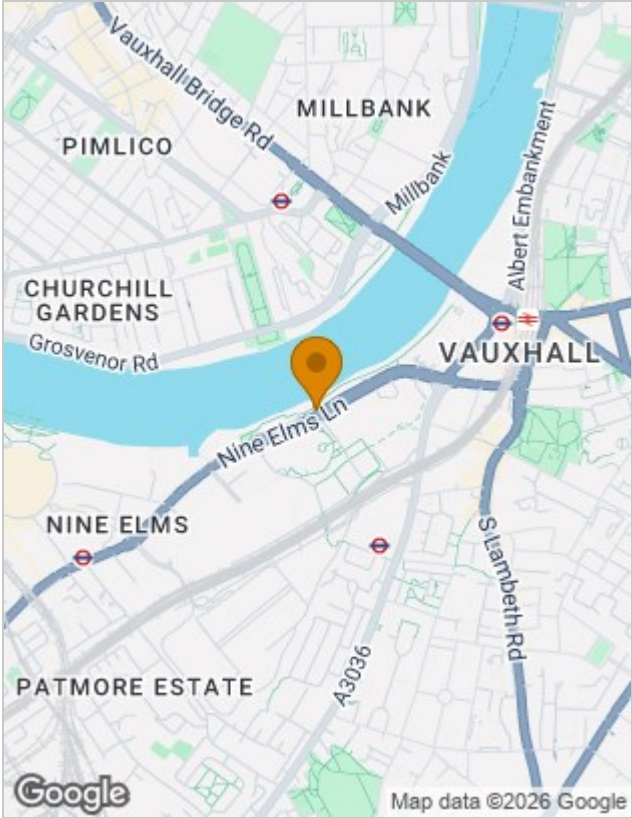 Vauxhall Bridge Rd
MILLBANK
PIMLICO
Millbank
Albert Embankment
CHURCHILL
GARDENS
Grosvenor Rd
VAUXHALL
Nine Elms Ln
NINE ELMS
S Lambeth Rd
A3036
PATMORE ESTATE
Google
Map data ©2026 Google